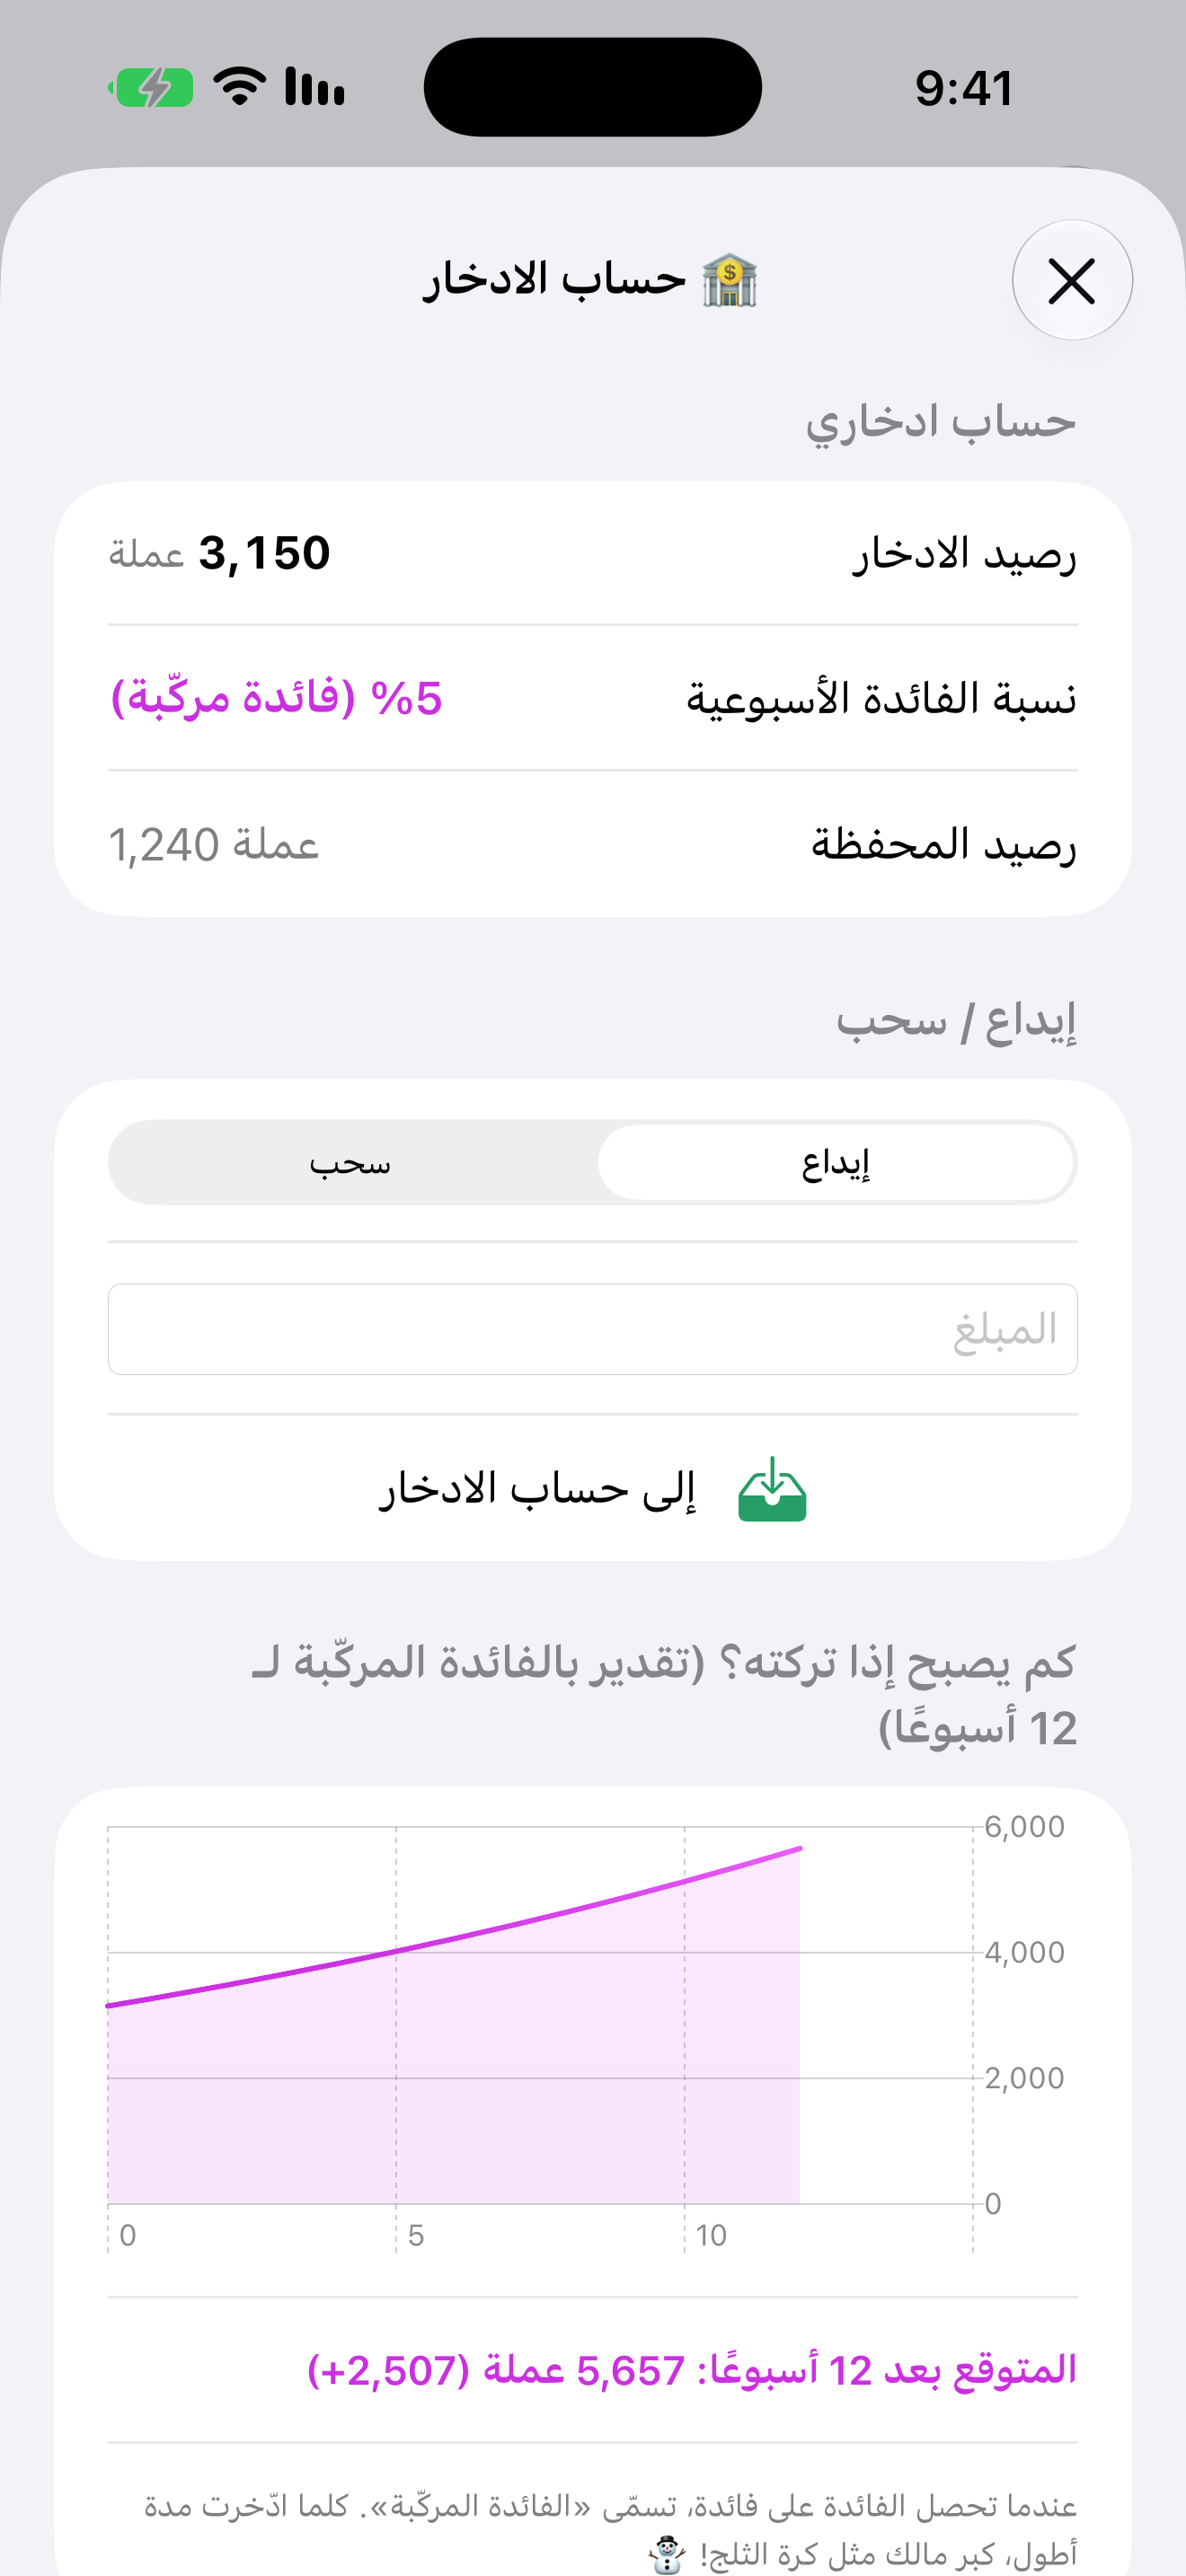 9:41
حساب الادخار
حساب ادخاري
رصيد الادخار
3,150 عملة
نسبة الفائدة الأسبوعية
5% (فائدة مركّبة)
رصيد المحفظة
عملة 1,240
إيداع / سحب
إيداع
سحب
المبلغ
إلى حساب الادخار
كم يصبح إذا تركته؟ (تقدير بالفائدة المركّبة لـ
12 أسبوعًا)
6,000
4,000
2,000
0
0 5 10
المتوقع بعد 12 أسبوعًا: 5,657 عملة (+2,507)
عندما تحصل الفائدة على فائدة، تسمّى «الفائدة المركّبة». كلما ادّخرت مدة
أطول، كبر مالك مثل كرة الثلج!